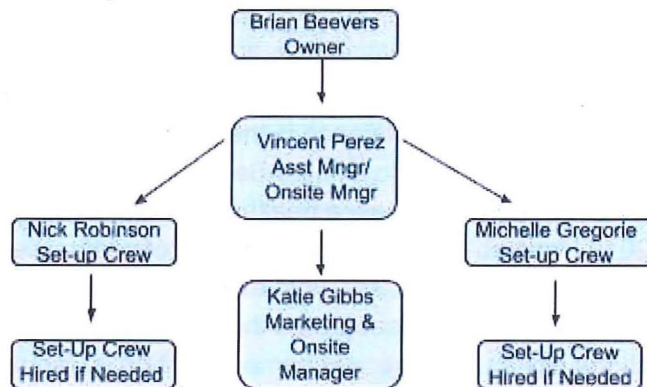 Brian Beevers
Owner
Vincent Perez
Asst Mngr/
Onsite Mngr
Nick Robinson
Set-up Crew
Michelle Gregorie
Set-up Crew
Katie Gibbs
Marketing &
Onsite
Manager
Set-Up Crew
Hired if Needed
Set-Up Crew
Hired if Needed